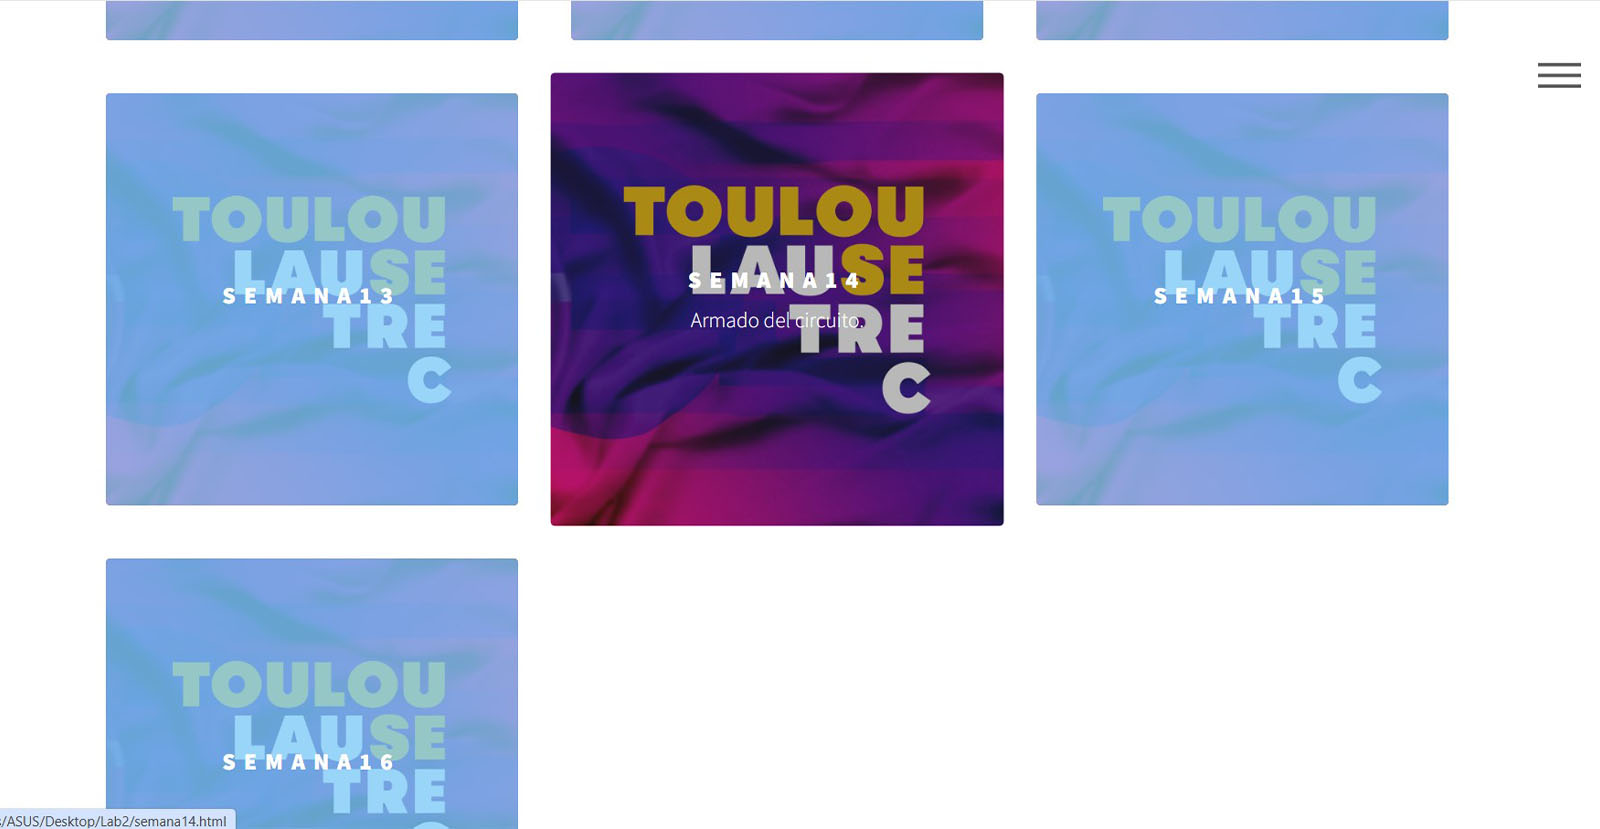 TOULOU
LAUSE
SEMANA13
TRE
C
TOULOU
LAUSE
SEMANA14
Armado del circuito.
TRE
C
TOULOU
LAUSE
SEMANA15
TRE
C
TOULOU
LAUSE
SEMANA16
TRE
s/ASUS/Desktop/Lab2/semana14.html